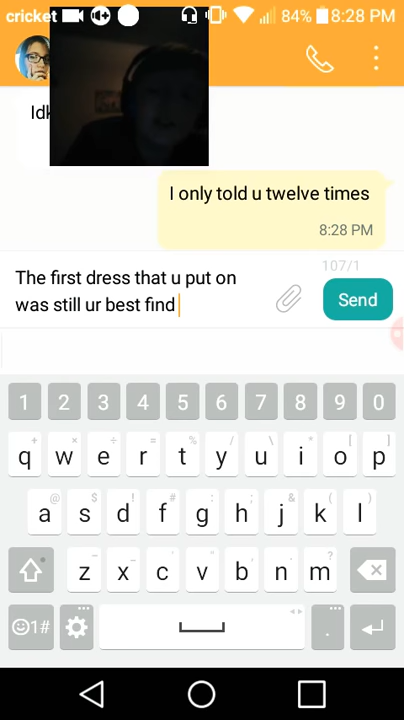 cricket 84% 8:28 PM
Idk
I only told u twelve times
8:28 PM
107/1
The first dress that u put on
was still ur best find
Send
1 2 3 4 5 6 7 8 9 0
+ × ÷ = % / \ * [ ]
q w e r t y u i o p
@ $ ! # : ; & ( )
a s d f g h j k l
z x c v b n m ?
☺1# .